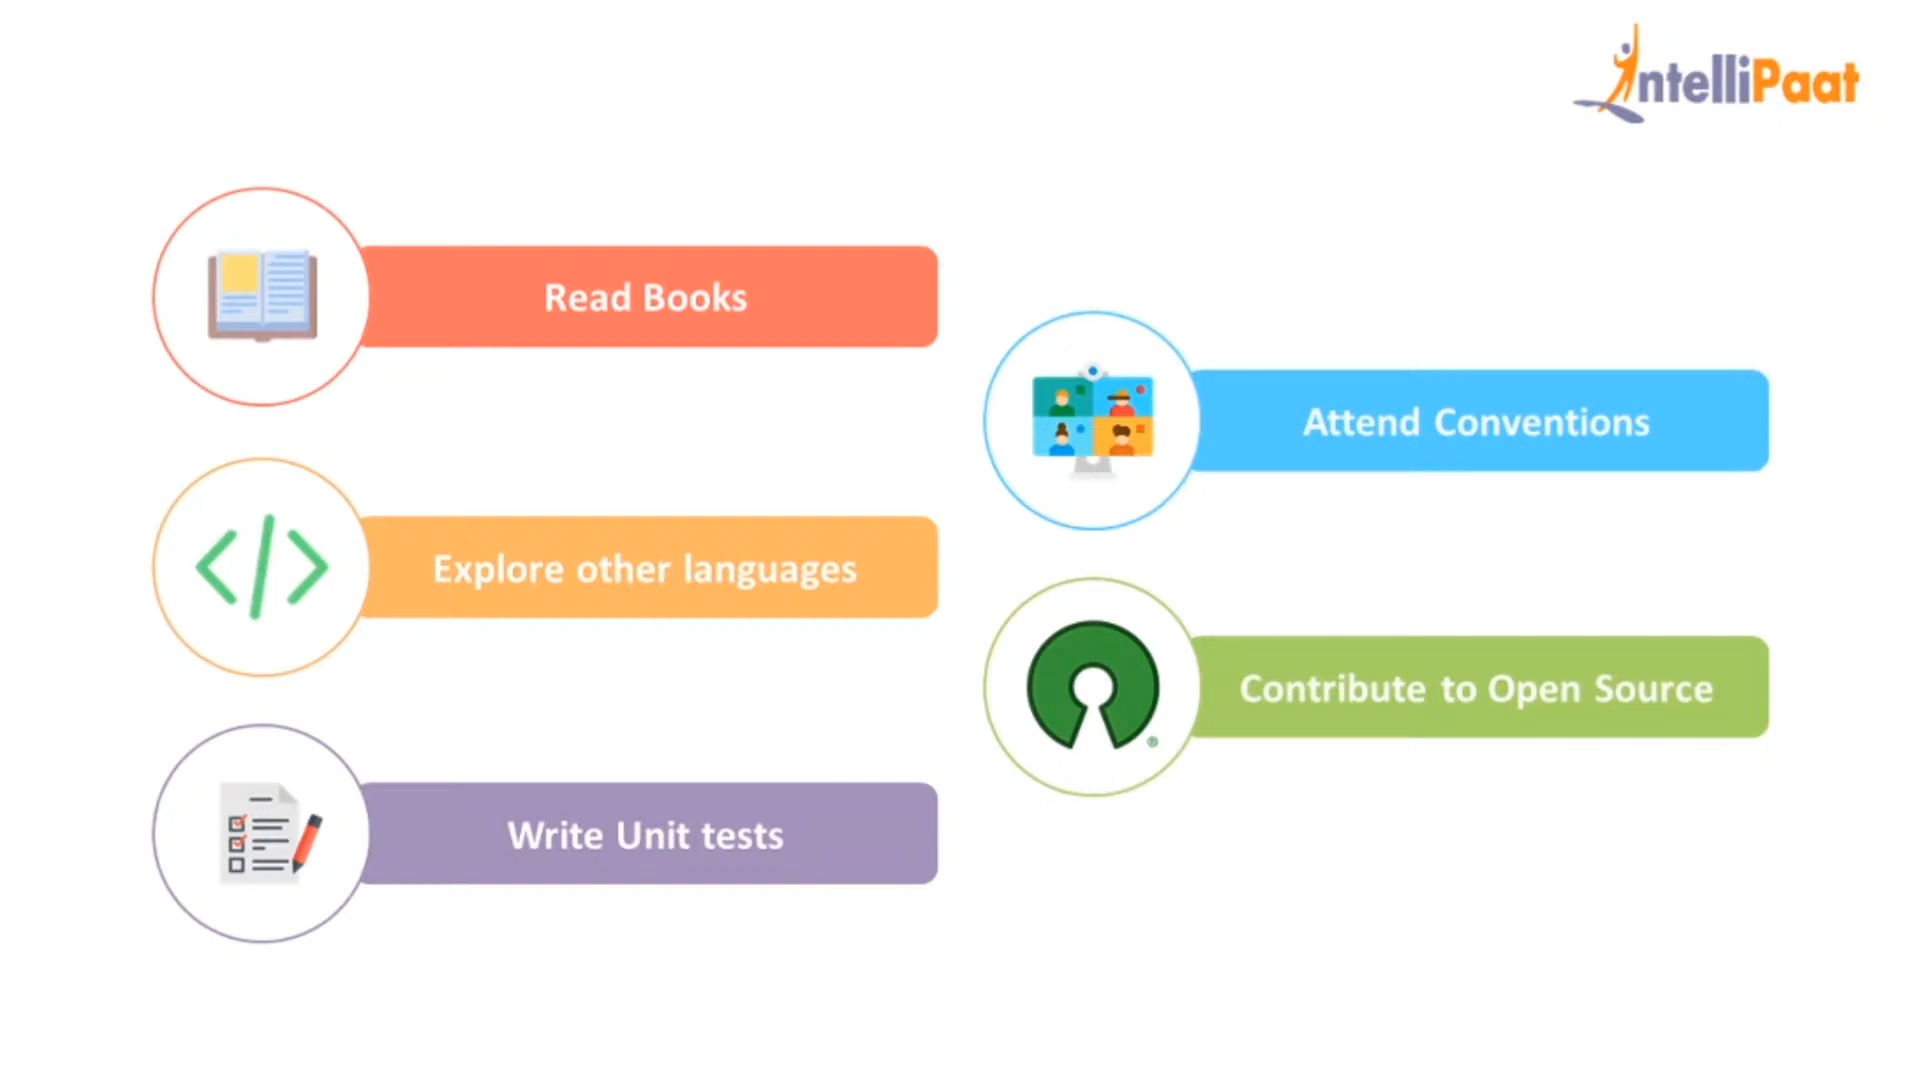 IntelliPaat
Read Books
Explore other languages
Write Unit tests
Attend Conventions
Contribute to Open Source
®